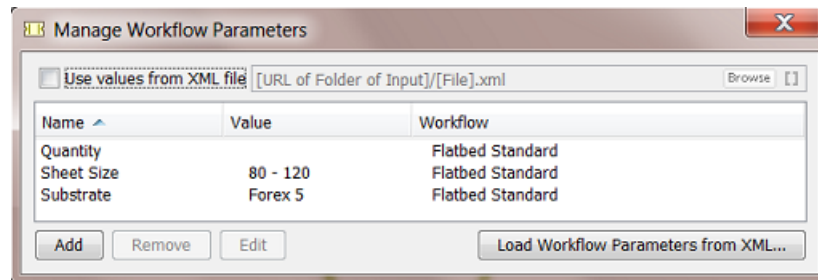 Manage Workflow Parameters
X
Use values from XML file [URL of Folder of Input]/[File].xml Browse []
Name Value Workflow
Quantity Flatbed Standard
Sheet Size 80 - 120 Flatbed Standard
Substrate Forex 5 Flatbed Standard
Add Remove Edit Load Workflow Parameters from XML...